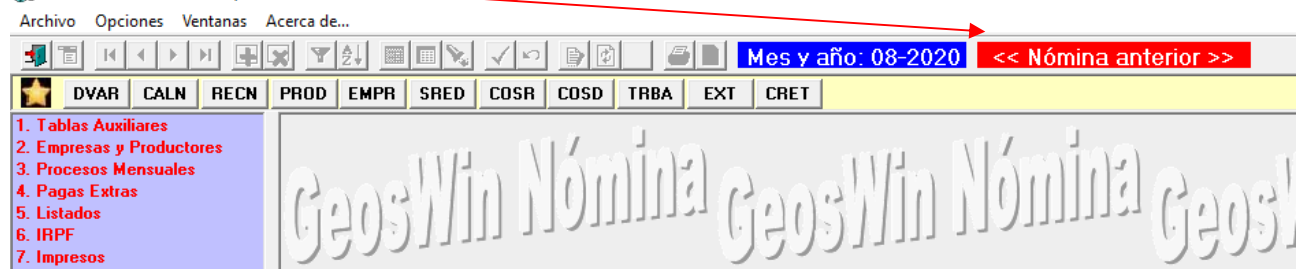 Archivo Opciones Ventanas Acerca de...
Mes y año: 08-2020 << Nómina anterior >>
DVAR CALN RECN PROD EMPR SRED COSR COSD TRBA EXT CRET
1. Tablas Auxiliares
2. Empresas y Productores
3. Procesos Mensuales
4. Pagas Extras
5. Listados
6. IRPF
7. Impresos
GeosWin Nómina GeosWin Nómina Geos